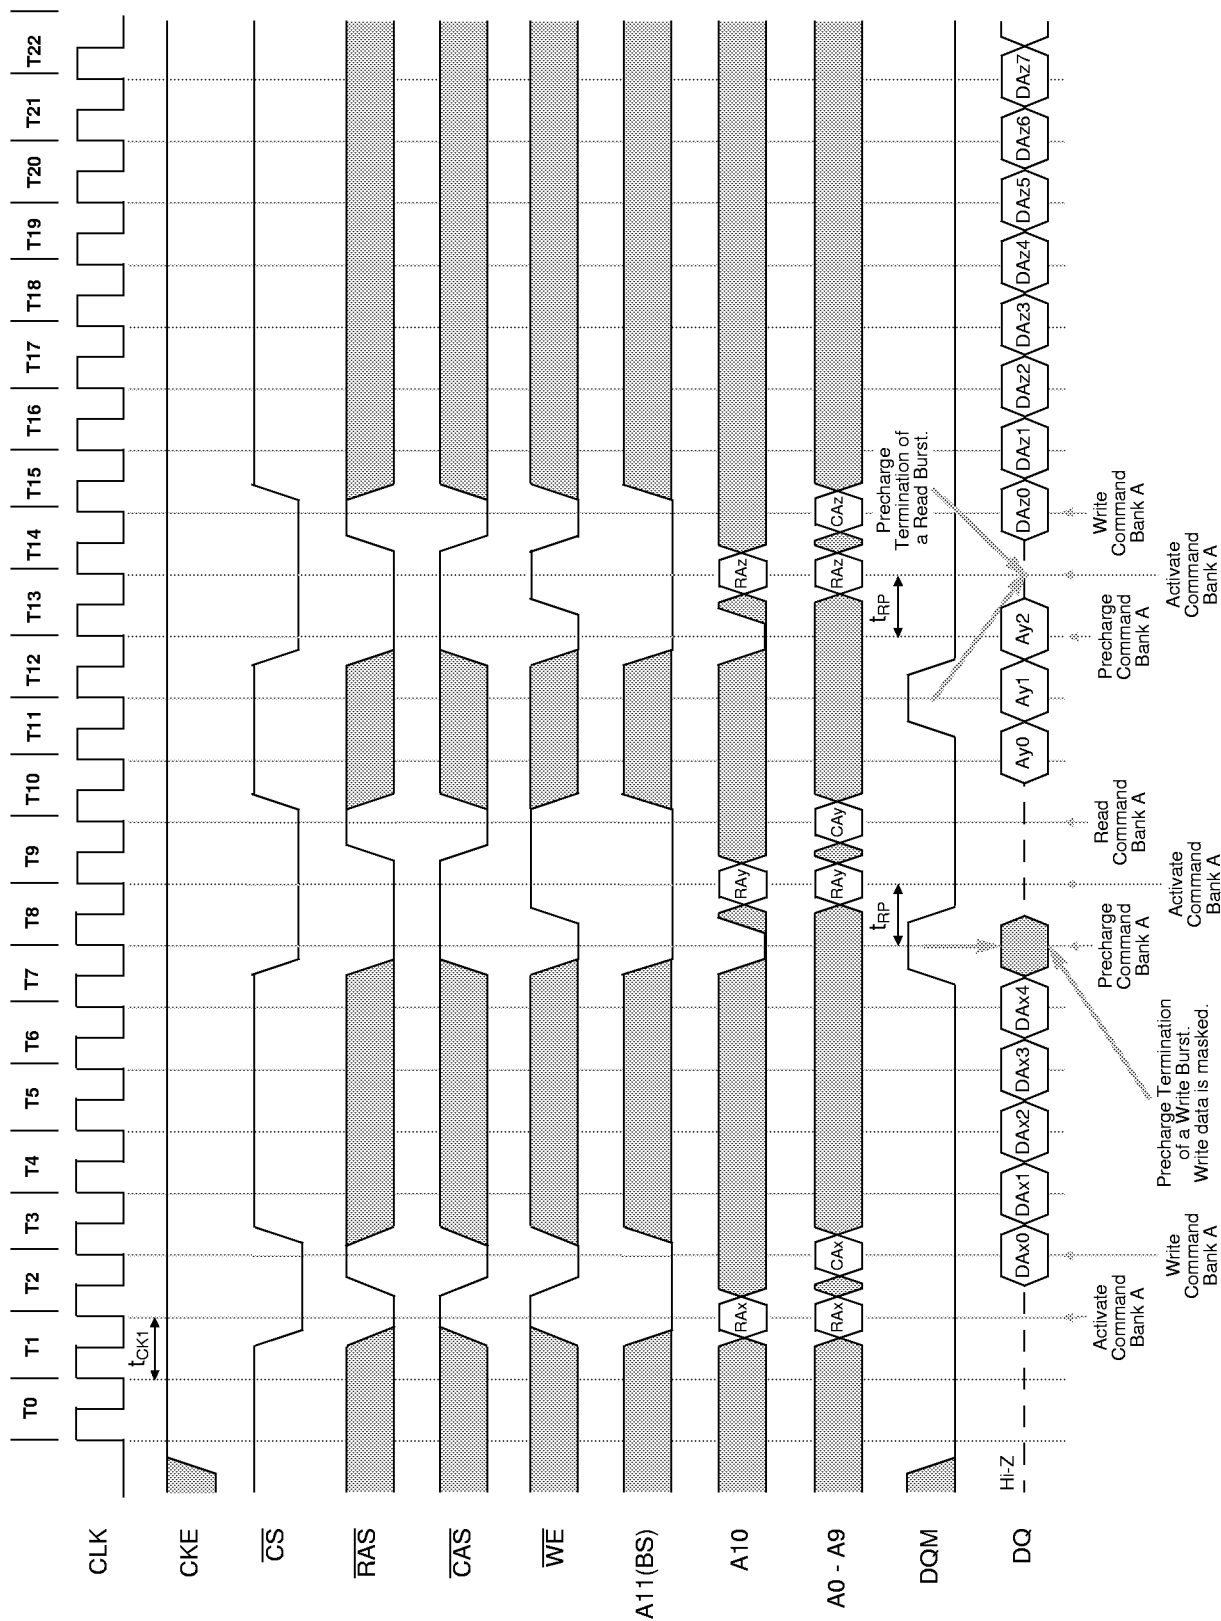 T0 T1 T2 T3 T4 T5 T6 T7 T8 T9 T10 T11 T12 T13 T14 T15 T16 T17 T18 T19 T20 T21 T22
CLK
tCK1
CKE
CS
RAS
CAS
WE
A11(BS)
A10
RAx RAy RAz
A0 - A9
RAx CAx RAy CAy RAz CAz
tRP
tRP
Precharge
Termination of
a Read Burst.
DQM
DQ
Hi-Z
DAx0 DAx1 DAx2 DAx3 DAx4 Ay0 Ay1 Ay2 DAz0 DAz1 DAz2 DAz3 DAz4 DAz5 DAz6 DAz7
Activate
Command
Bank A
Write
Command
Bank A
Precharge Termination
of a Write Burst.
Write data is masked.
Precharge
Command
Bank A
Activate
Command
Bank A
Read
Command
Bank A
Precharge
Command
Bank A
Activate
Command
Bank A
Write
Command
Bank A